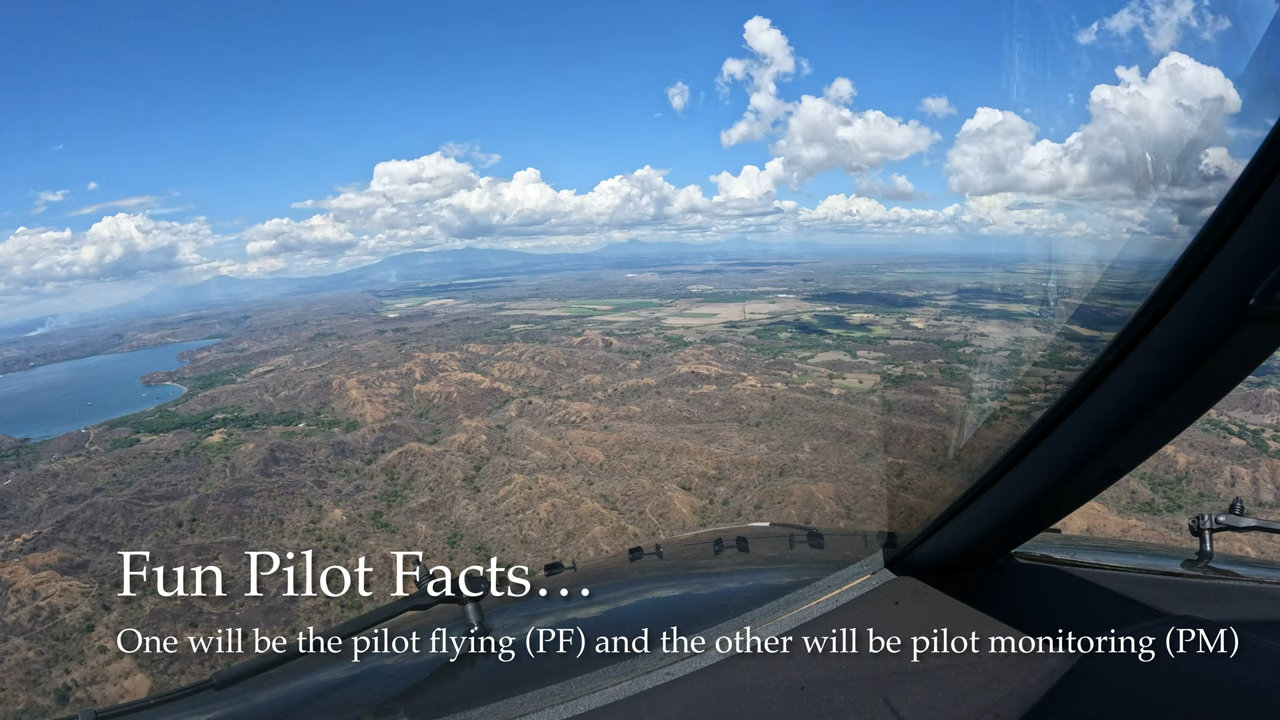 Fun Pilot Facts…
One will be the pilot flying (PF) and the other will be pilot monitoring (PM)